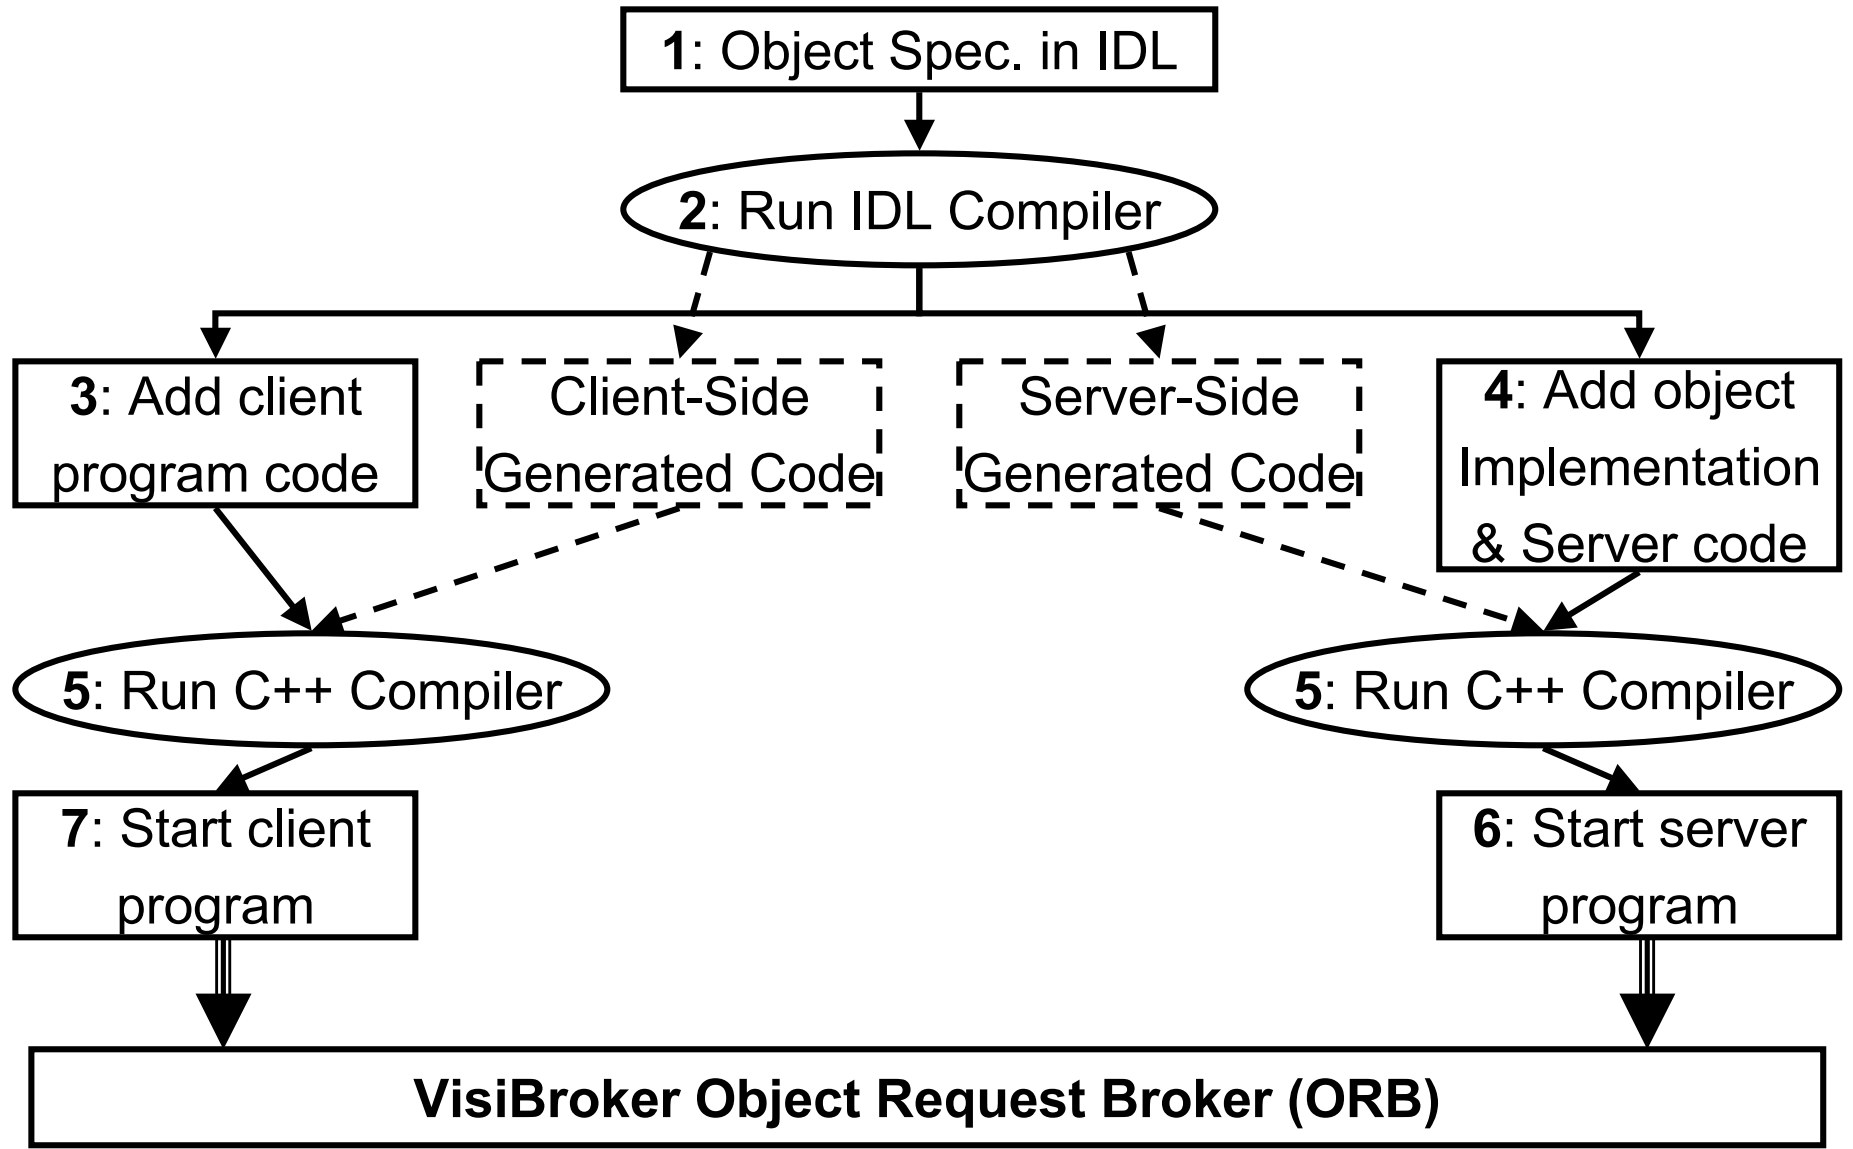 1: Object Spec. in IDL
2: Run IDL Compiler
3: Add client
program code
Client-Side
Generated Code
Server-Side
Generated Code
4: Add object
Implementation
& Server code
5: Run C++ Compiler
5: Run C++ Compiler
7: Start client
program
6: Start server
program
VisiBroker Object Request Broker (ORB)